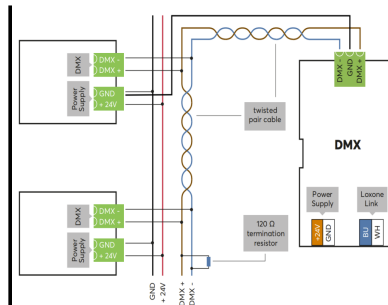 DMX
DMX -
DMX +
Power
Supply
GND
+ 24V
DMX -
GND
DMX +
twisted
pair cable
DMX
Power
Supply
Loxone
Link
+24V
GND
BU
WH
DMX
DMX -
DMX +
Power
Supply
GND
+ 24V
120 Ω
termination
resistor
GND
+ 24V
DMX +
DMX -